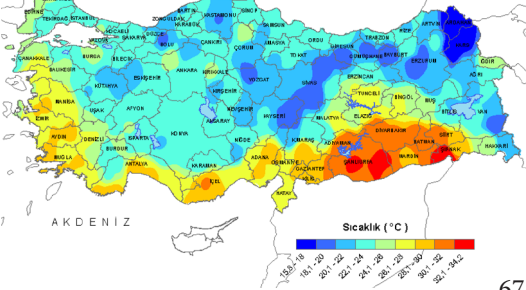 BARTIN
ZONGULDAK
KASTAMONU
SİNOP
EDİRNE
TEKİRDAĞ
İSTANBUL
KARABÜK
SAMSUN
ARTVİN
RİZE
TRABZON
ORDU
GİRESUN
KOCAELİ
SAKARYA
DÜZCE
BOLU
ÇANKIRI
ÇORUM
AMASYA
TOKAT
GÜMÜŞHANE
BAYBURT
ERZURUM
KARS
IĞDIR
AĞRI
ÇANAKKALE
BALIKESİR
BURSA
BİLECİK
ESKİŞEHİR
ANKARA
KIRIKKALE
YOZGAT
SİVAS
ERZİNCAN
TUNCELİ
BİNGÖL
MUŞ
KÜTAHYA
MANİSA
UŞAK
AFYON
KIRŞEHİR
NEVŞEHİR
KAYSERİ
MALATYA
ELAZIĞ
BİTLİS
VAN
İZMİR
AYDIN
DENİZLİ
ISPARTA
BURDUR
KONYA
AKSARAY
NİĞDE
K.MARAŞ
ADIYAMAN
DİYARBAKIR
BATMAN
SİİRT
ŞIRNAK
HAKKARİ
MUĞLA
ANTALYA
KARAMAN
İÇEL
ADANA
OSMANİYE
GAZİANTEP
KİLİS
ŞANLIURFA
MARDİN
HATAY
AKDENİZ
Sıcaklık (°C)
15,8 - 18
18,1 - 20
20,1 - 22
22,1 - 24
24,1 - 26
26,1 - 28
28,1 - 30
30,1 - 32
32,1 - 34,2
67